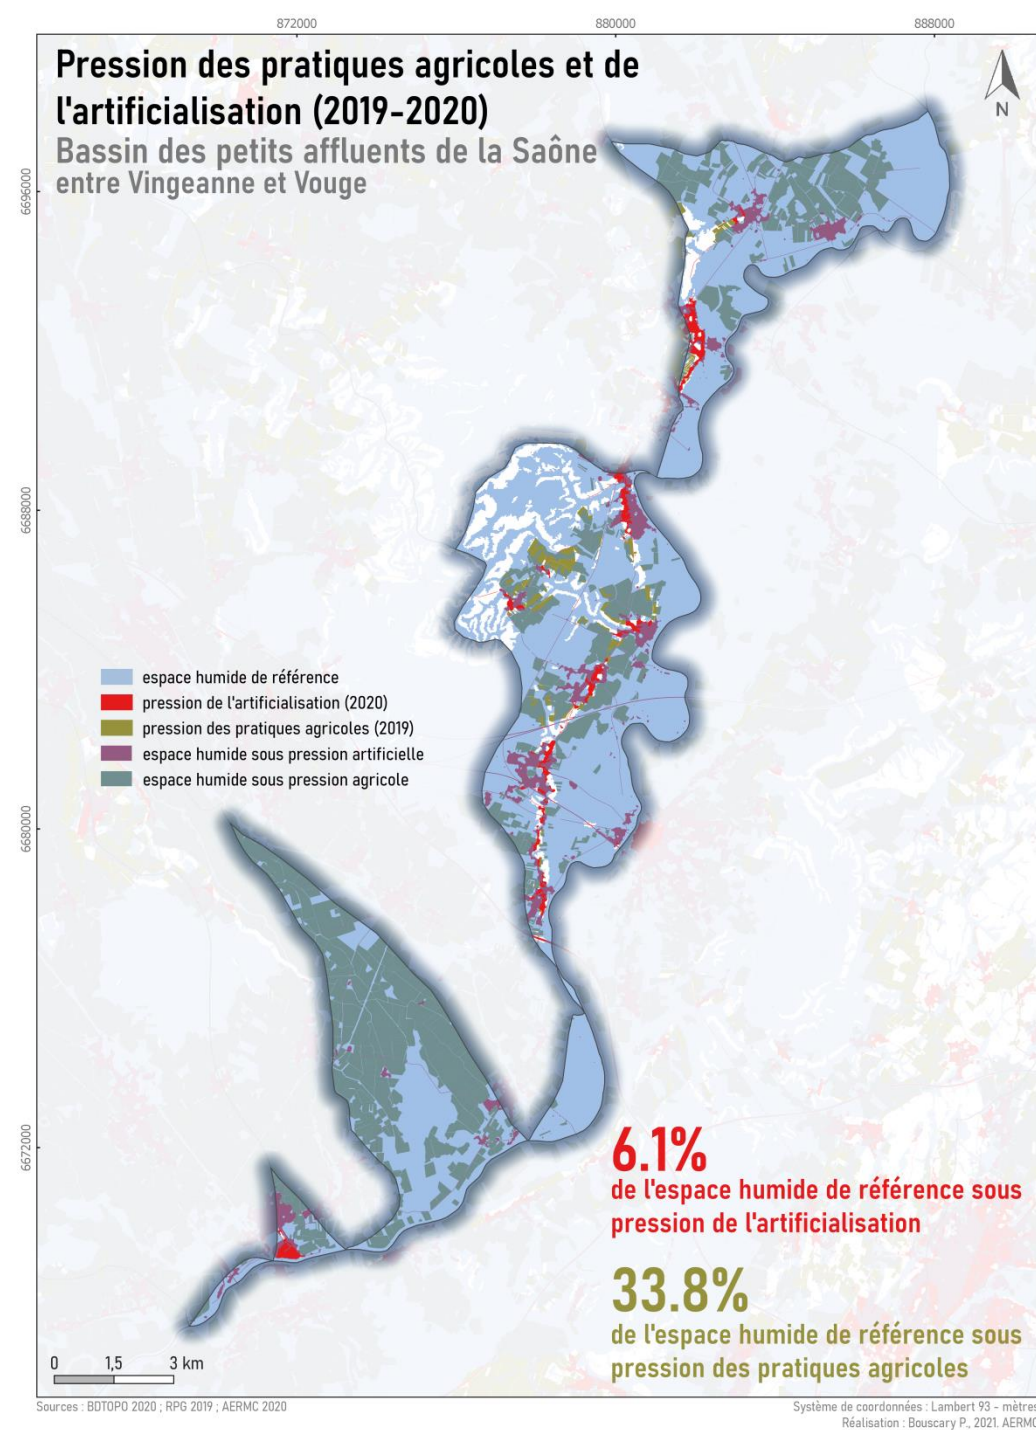 872000
880000
888000
Pression des pratiques agricoles et de
l'artificialisation (2019-2020)
Bassin des petits affluents de la Saône
entre Vingeanne et Vouge
N
6696000
6688000
6680000
6672000
espace humide de référence
pression de l'artificialisation (2020)
pression des pratiques agricoles (2019)
espace humide sous pression artificielle
espace humide sous pression agricole
6.1%
de l'espace humide de référence sous
pression de l'artificialisation
33.8%
de l'espace humide de référence sous
pression des pratiques agricoles
0 1,5 3 km
Sources : BDTOPO 2020 ; RPG 2019 ; AERMC 2020
Système de coordonnées : Lambert 93 - mètres
Réalisation : Bouscary P., 2021. AERMC